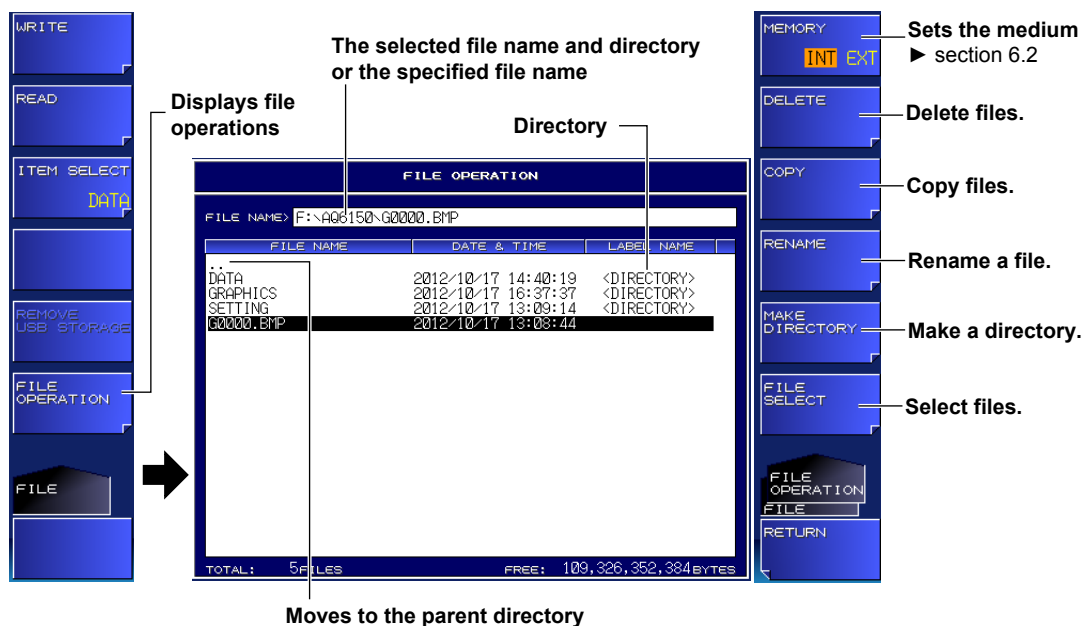 WRITE
READ
ITEM SELECT
DATA
REMOVE
USB STORAGE
FILE
OPERATION
FILE
Displays file
operations
The selected file name and directory
or the specified file name
Directory
FILE OPERATION
FILE NAME> F:\AQ6150\G0000.BMP
FILE NAME DATE & TIME LABEL NAME
..
DATA 2012/10/17 14:40:19 <DIRECTORY>
GRAPHICS 2012/10/17 16:37:37 <DIRECTORY>
SETTING 2012/10/17 13:09:14 <DIRECTORY>
G0000.BMP 2012/10/17 13:08:44
TOTAL: 5FILES FREE: 109,326,352,384BYTES
Moves to the parent directory
MEMORY
INT EXT
DELETE
COPY
RENAME
MAKE
DIRECTORY
FILE
SELECT
FILE
OPERATION
FILE
RETURN
Sets the medium
► section 6.2
Delete files.
Copy files.
Rename a file.
Make a directory.
Select files.